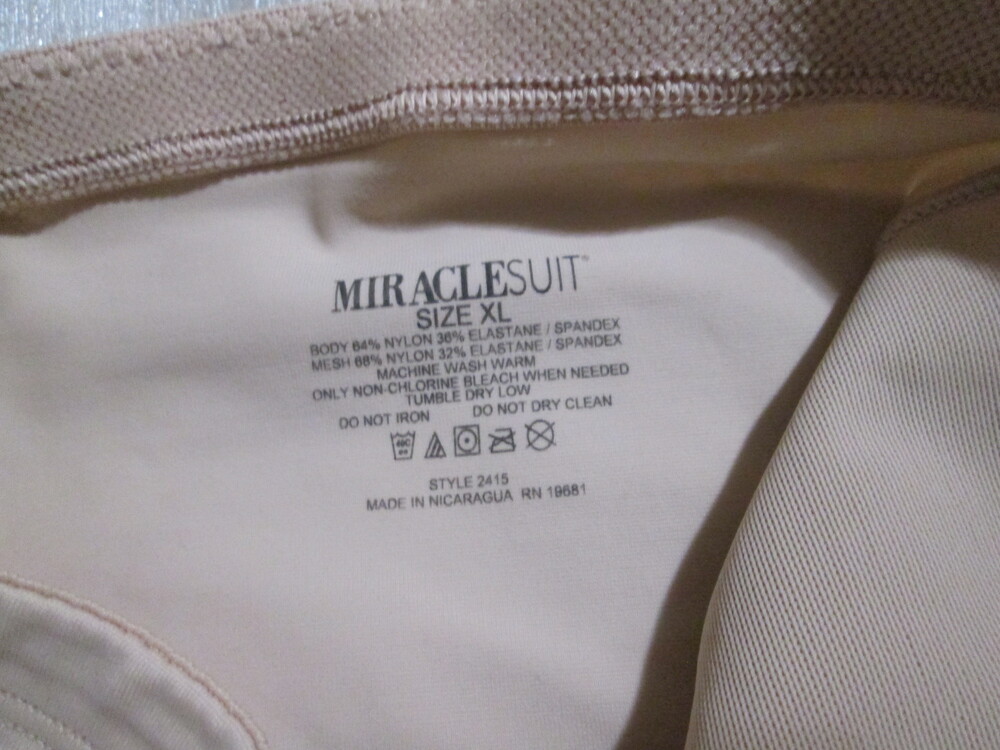 MIRACLESUIT®
SIZE XL
BODY 64% NYLON 36% ELASTANE / SPANDEX
MESH 68% NYLON 32% ELASTANE / SPANDEX
MACHINE WASH WARM
ONLY NON-CHLORINE BLEACH WHEN NEEDED
TUMBLE DRY LOW
DO NOT IRON DO NOT DRY CLEAN
40C
STYLE 2415
MADE IN NICARAGUA RN 19681